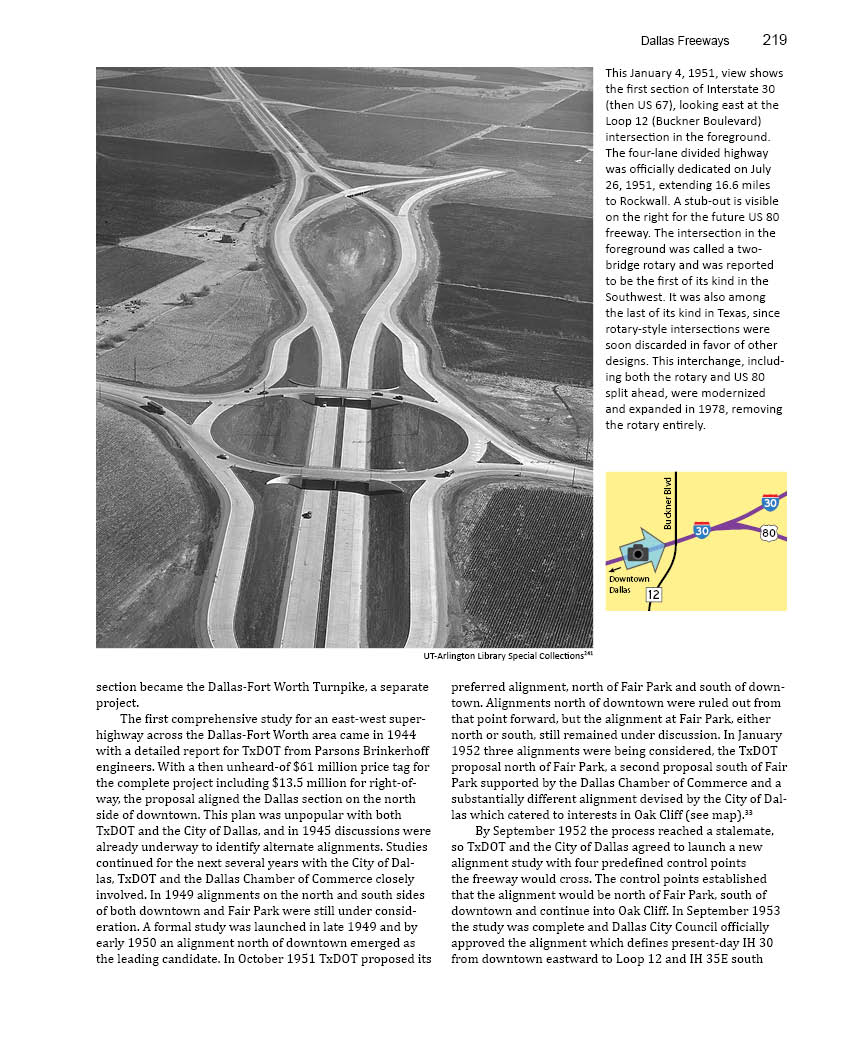 Dallas Freeways 219
This January 4, 1951, view shows
the first section of Interstate 30
(then US 67), looking east at the
Loop 12 (Buckner Boulevard)
intersection in the foreground.
The four-lane divided highway
was officially dedicated on July
26, 1951, extending 16.6 miles
to Rockwall. A stub-out is visible
on the right for the future US 80
freeway. The intersection in the
foreground was called a two-
bridge rotary and was reported
to be the first of its kind in the
Southwest. It was also among
the last of its kind in Texas, since
rotary-style intersections were
soon discarded in favor of other
designs. This interchange, includ-
ing both the rotary and US 80
split ahead, were modernized
and expanded in 1978, removing
the rotary entirely.
Buckner Blvd
30
30
80
Downtown
Dallas
12
UT-Arlington Library Special Collections²⁴¹
section became the Dallas-Fort Worth Turnpike, a separate
project.
The first comprehensive study for an east-west super-
highway across the Dallas-Fort Worth area came in 1944
with a detailed report for TxDOT from Parsons Brinkerhoff
engineers. With a then unheard-of $61 million price tag for
the complete project including $13.5 million for right-of-
way, the proposal aligned the Dallas section on the north
side of downtown. This plan was unpopular with both
TxDOT and the City of Dallas, and in 1945 discussions were
already underway to identify alternate alignments. Studies
continued for the next several years with the City of Dal-
las, TxDOT and the Dallas Chamber of Commerce closely
involved. In 1949 alignments on the north and south sides
of both downtown and Fair Park were still under consid-
eration. A formal study was launched in late 1949 and by
early 1950 an alignment north of downtown emerged as
the leading candidate. In October 1951 TxDOT proposed its
preferred alignment, north of Fair Park and south of down-
town. Alignments north of downtown were ruled out from
that point forward, but the alignment at Fair Park, either
north or south, still remained under discussion. In January
1952 three alignments were being considered, the TxDOT
proposal north of Fair Park, a second proposal south of Fair
Park supported by the Dallas Chamber of Commerce and a
substantially different alignment devised by the City of Dal-
las which catered to interests in Oak Cliff (see map).³³
By September 1952 the process reached a stalemate,
so TxDOT and the City of Dallas agreed to launch a new
alignment study with four predefined control points
the freeway would cross. The control points established
that the alignment would be north of Fair Park, south of
downtown and continue into Oak Cliff. In September 1953
the study was complete and Dallas City Council officially
approved the alignment which defines present-day IH 30
from downtown eastward to Loop 12 and IH 35E south